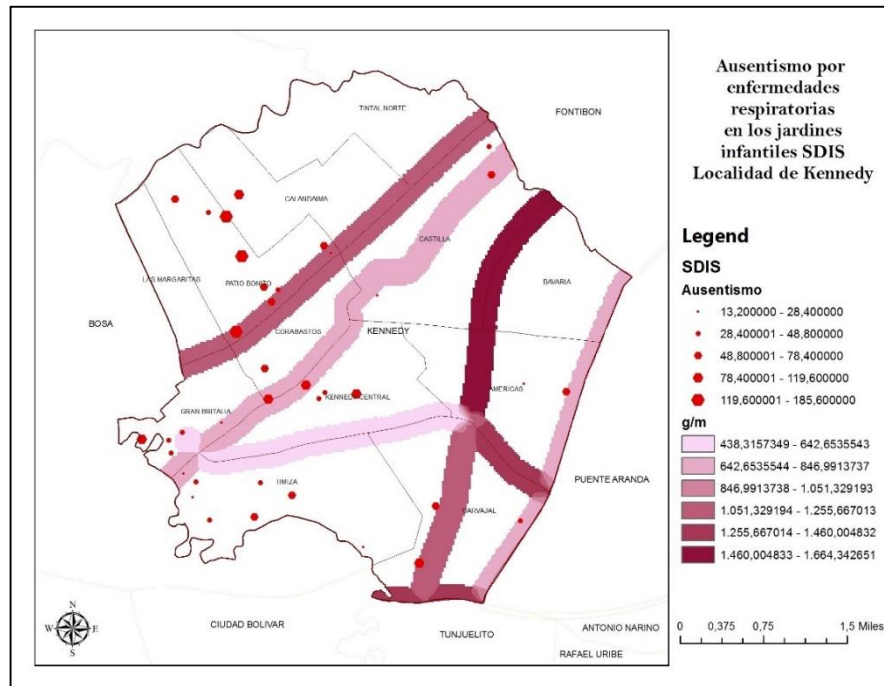 Ausentismo por
enfermedades
respiratorias
en los jardines
infantiles SDIS
Localidad de Kennedy
TINTAL NORTE
FONTIBON
CALANDAIMA
CASTILLA
LAS MARGARITAS
PATIO BONITO
BAVARIA
BOSA
CORABASTOS
KENNEDY
AMERICAS
KENNEDY CENTRAL
GRAN BRITALIA
TIMIZA
PUENTE ARANDA
CARVAJAL
CIUDAD BOLIVAR
TUNJUELITO
ANTONIO NARINO
RAFAEL URIBE
N
W
E
S
Legend
SDIS
Ausentismo
13,200000 - 28,400000
28,400001 - 48,800000
48,800001 - 78,400000
78,400001 - 119,600000
119,600001 - 185,600000
g/m
438,3157349 - 642,6535543
642,6535544 - 846,9913737
846,9913738 - 1.051,329193
1.051,329194 - 1.255,667013
1.255,667014 - 1.460,004832
1.460,004833 - 1.664,342651
0 0,375 0,75 1,5 Miles